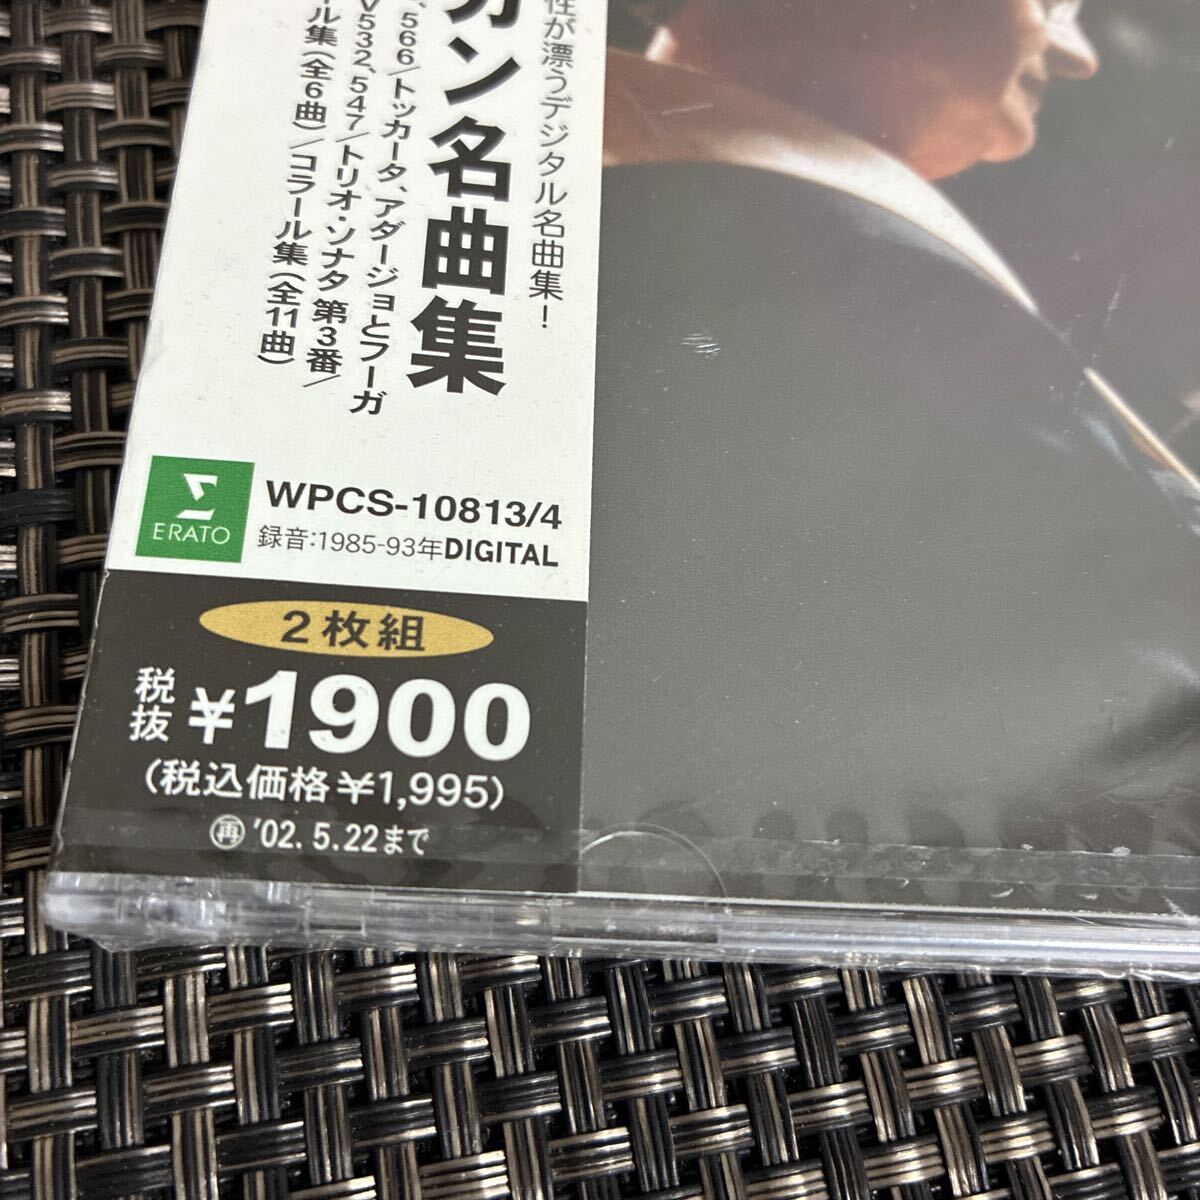 性が漂うデジタル名曲集！
ガン名曲集
、566/トッカータ、アダージョとフーガ
V532、547/トリオ・ソナタ 第3番/
ール集(全6曲)/コラール集(全11曲)
ERATO
WPCS-10813/4
録音:1985-93年DIGITAL
2枚組
税抜 ¥1900
(税込価格¥1,995)
再 '02.5.22まで